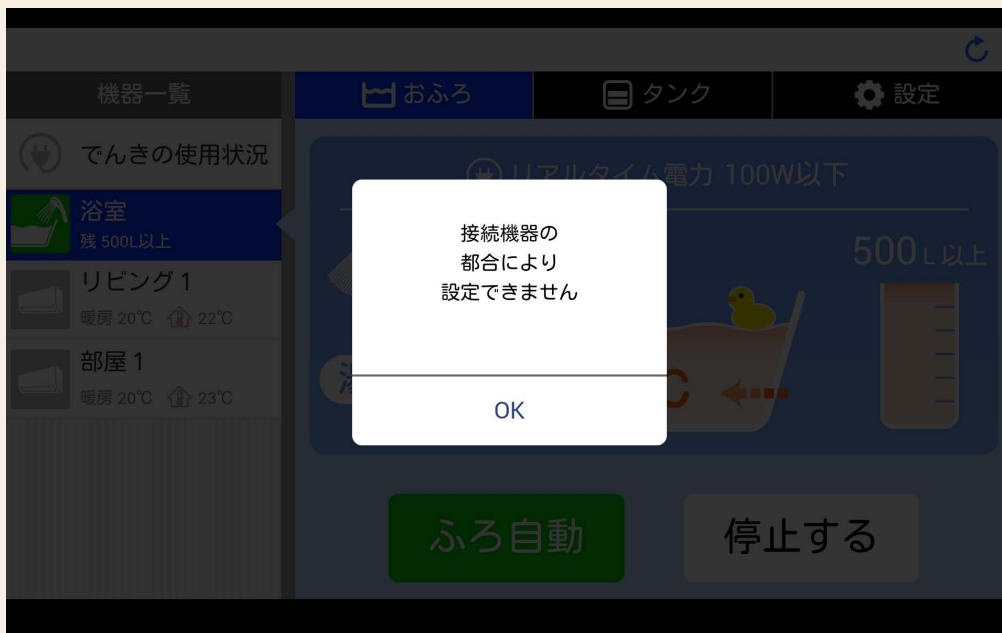 機器一覧
おふろ
タンク
設定
でんきの使用状況
浴室
残 500L以上
リビング 1
暖房 20℃ 22℃
部屋 1
暖房 20℃ 23℃
リアルタイム電力 100W以下
500 L 以上
接続機器の
都合により
設定できません
OK
ふろ自動
停止する